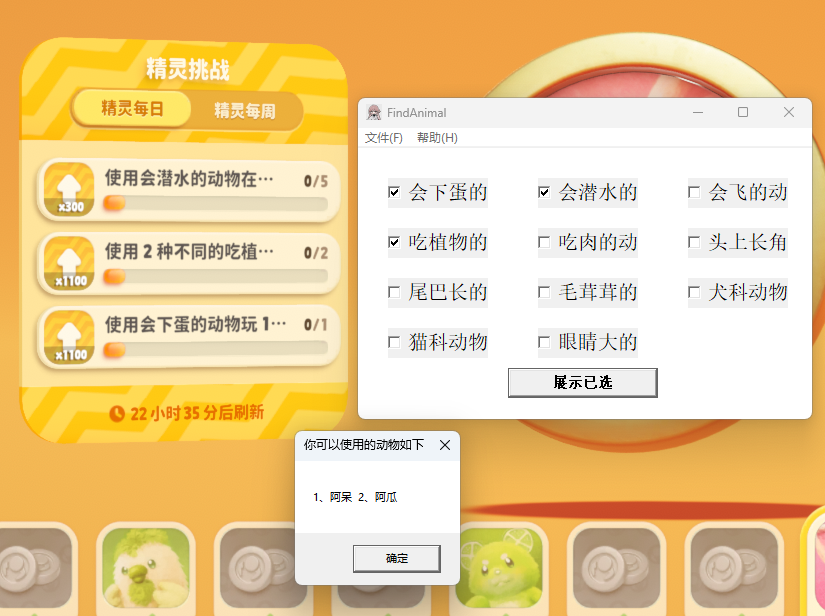 精灵挑战
精灵每日
精灵每周
使用会潜水的动物在… 0/5
x300
使用 2 种不同的吃植… 0/2
x1100
使用会下蛋的动物玩 1… 0/1
x1100
22 小时 35 分后刷新
FindAnimal
文件(F) 帮助(H)
会下蛋的 会潜水的 会飞的动
吃植物的 吃肉的动 头上长角
尾巴长的 毛茸茸的 犬科动物
猫科动物 眼睛大的
展示已选
你可以使用的动物如下
1、阿呆 2、阿瓜
确定